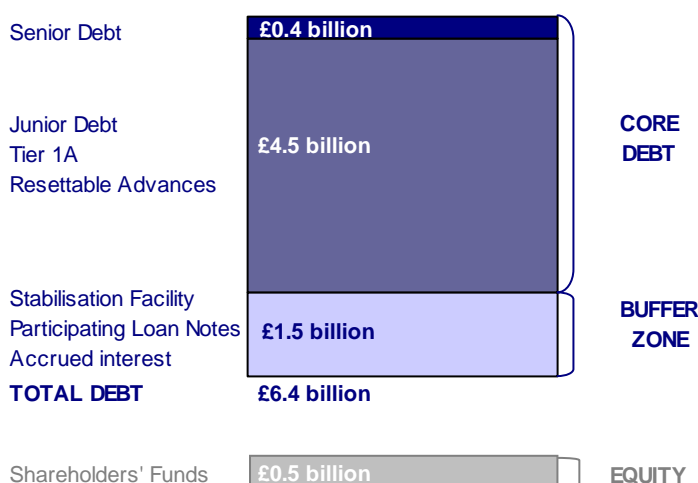 Senior Debt
£0.4 billion
Junior Debt
Tier 1A
Resettable Advances
£4.5 billion
CORE
DEBT
Stabilisation Facility
Participating Loan Notes
Accrued interest
£1.5 billion
BUFFER
ZONE
TOTAL DEBT £6.4 billion
Shareholders' Funds
£0.5 billion
EQUITY